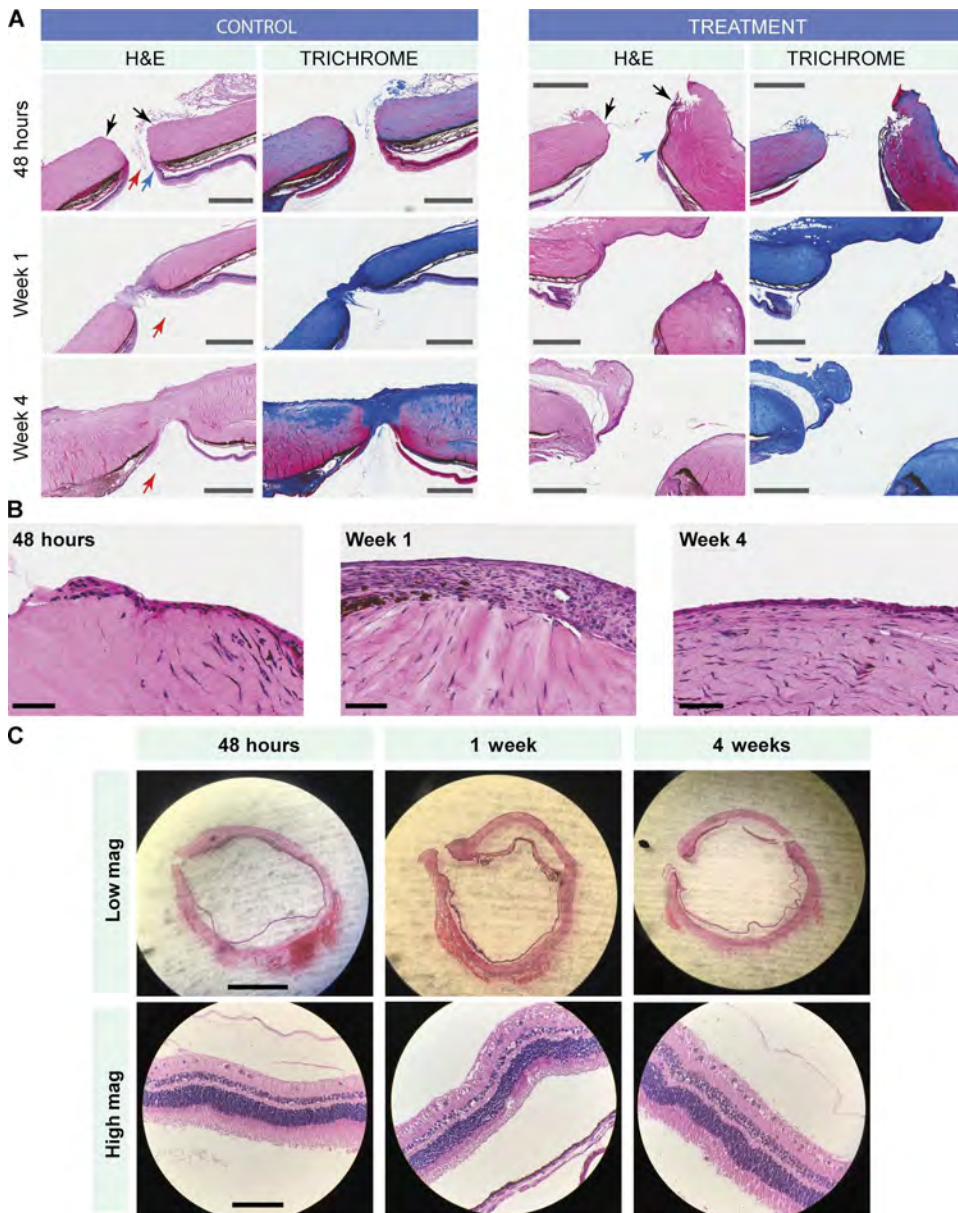 A
CONTROL
TREATMENT
H&E
TRICHROME
H&E
TRICHROME
48 hours
Week 1
Week 4
B
48 hours
Week 1
Week 4
C
48 hours
1 week
4 weeks
Low mag
High mag